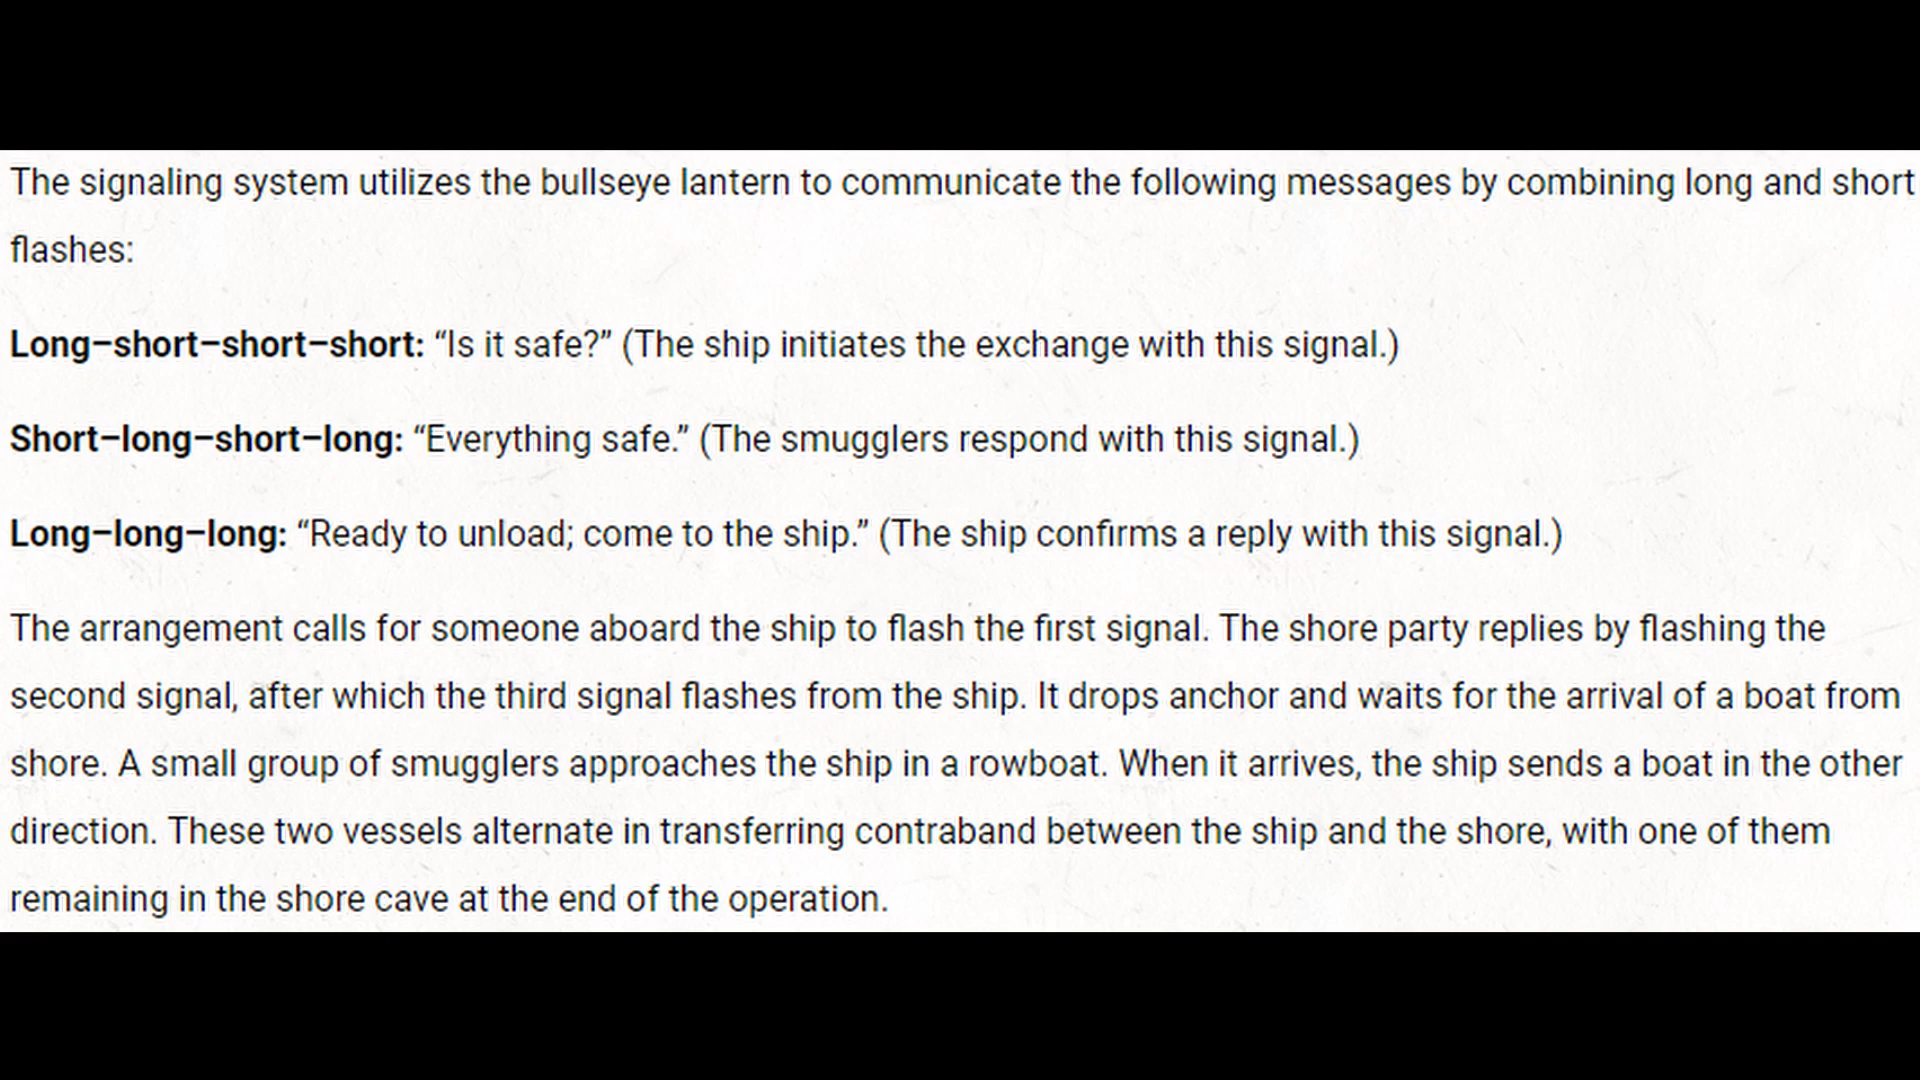 The signaling system utilizes the bullseye lantern to communicate the following messages by combining long and short
flashes:
Long–short–short–short: “Is it safe?” (The ship initiates the exchange with this signal.)
Short–long–short–long: “Everything safe.” (The smugglers respond with this signal.)
Long–long–long: “Ready to unload; come to the ship.” (The ship confirms a reply with this signal.)
The arrangement calls for someone aboard the ship to flash the first signal. The shore party replies by flashing the
second signal, after which the third signal flashes from the ship. It drops anchor and waits for the arrival of a boat from
shore. A small group of smugglers approaches the ship in a rowboat. When it arrives, the ship sends a boat in the other
direction. These two vessels alternate in transferring contraband between the ship and the shore, with one of them
remaining in the shore cave at the end of the operation.